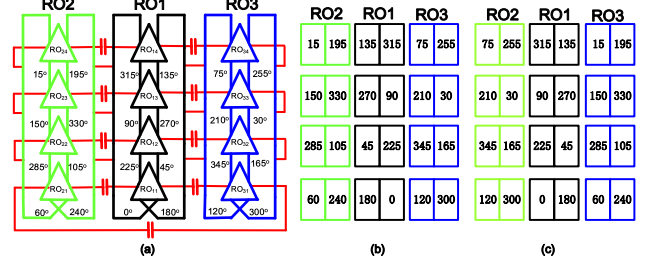 RO2 RO1 RO3
RO24 RO14 RO34
15º 195º 315º 135º 75º 255º
RO23 RO13 RO33
150º 330º 90º 270º 210º 30º
RO22 RO12 RO32
285º 105º 225º 45º 345º 165º
RO21 RO11 RO31
60º 240º 0º 180º 120º 300º
(a)
RO2 RO1 RO3
15 195 135 315 75 255
150 330 270 90 210 30
285 105 45 225 345 165
60 240 180 0 120 300
(b)
RO2 RO1 RO3
75 255 315 135 15 195
210 30 90 270 150 330
345 165 225 45 285 105
120 300 0 180 60 240
(c)